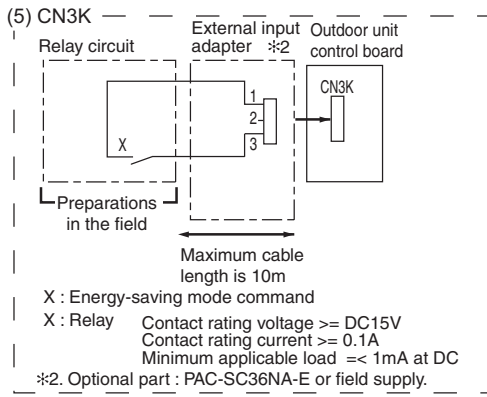 (5) CN3K
Relay circuit
External input
adapter ✻2
Outdoor unit
control board
CN3K
1
2
3
X
Preparations
in the field
Maximum cable
length is 10m
X : Energy-saving mode command
X : Relay Contact rating voltage >= DC15V
Contact rating current >= 0.1A
Minimum applicable load =< 1mA at DC
✻2. Optional part : PAC-SC36NA-E or field supply.